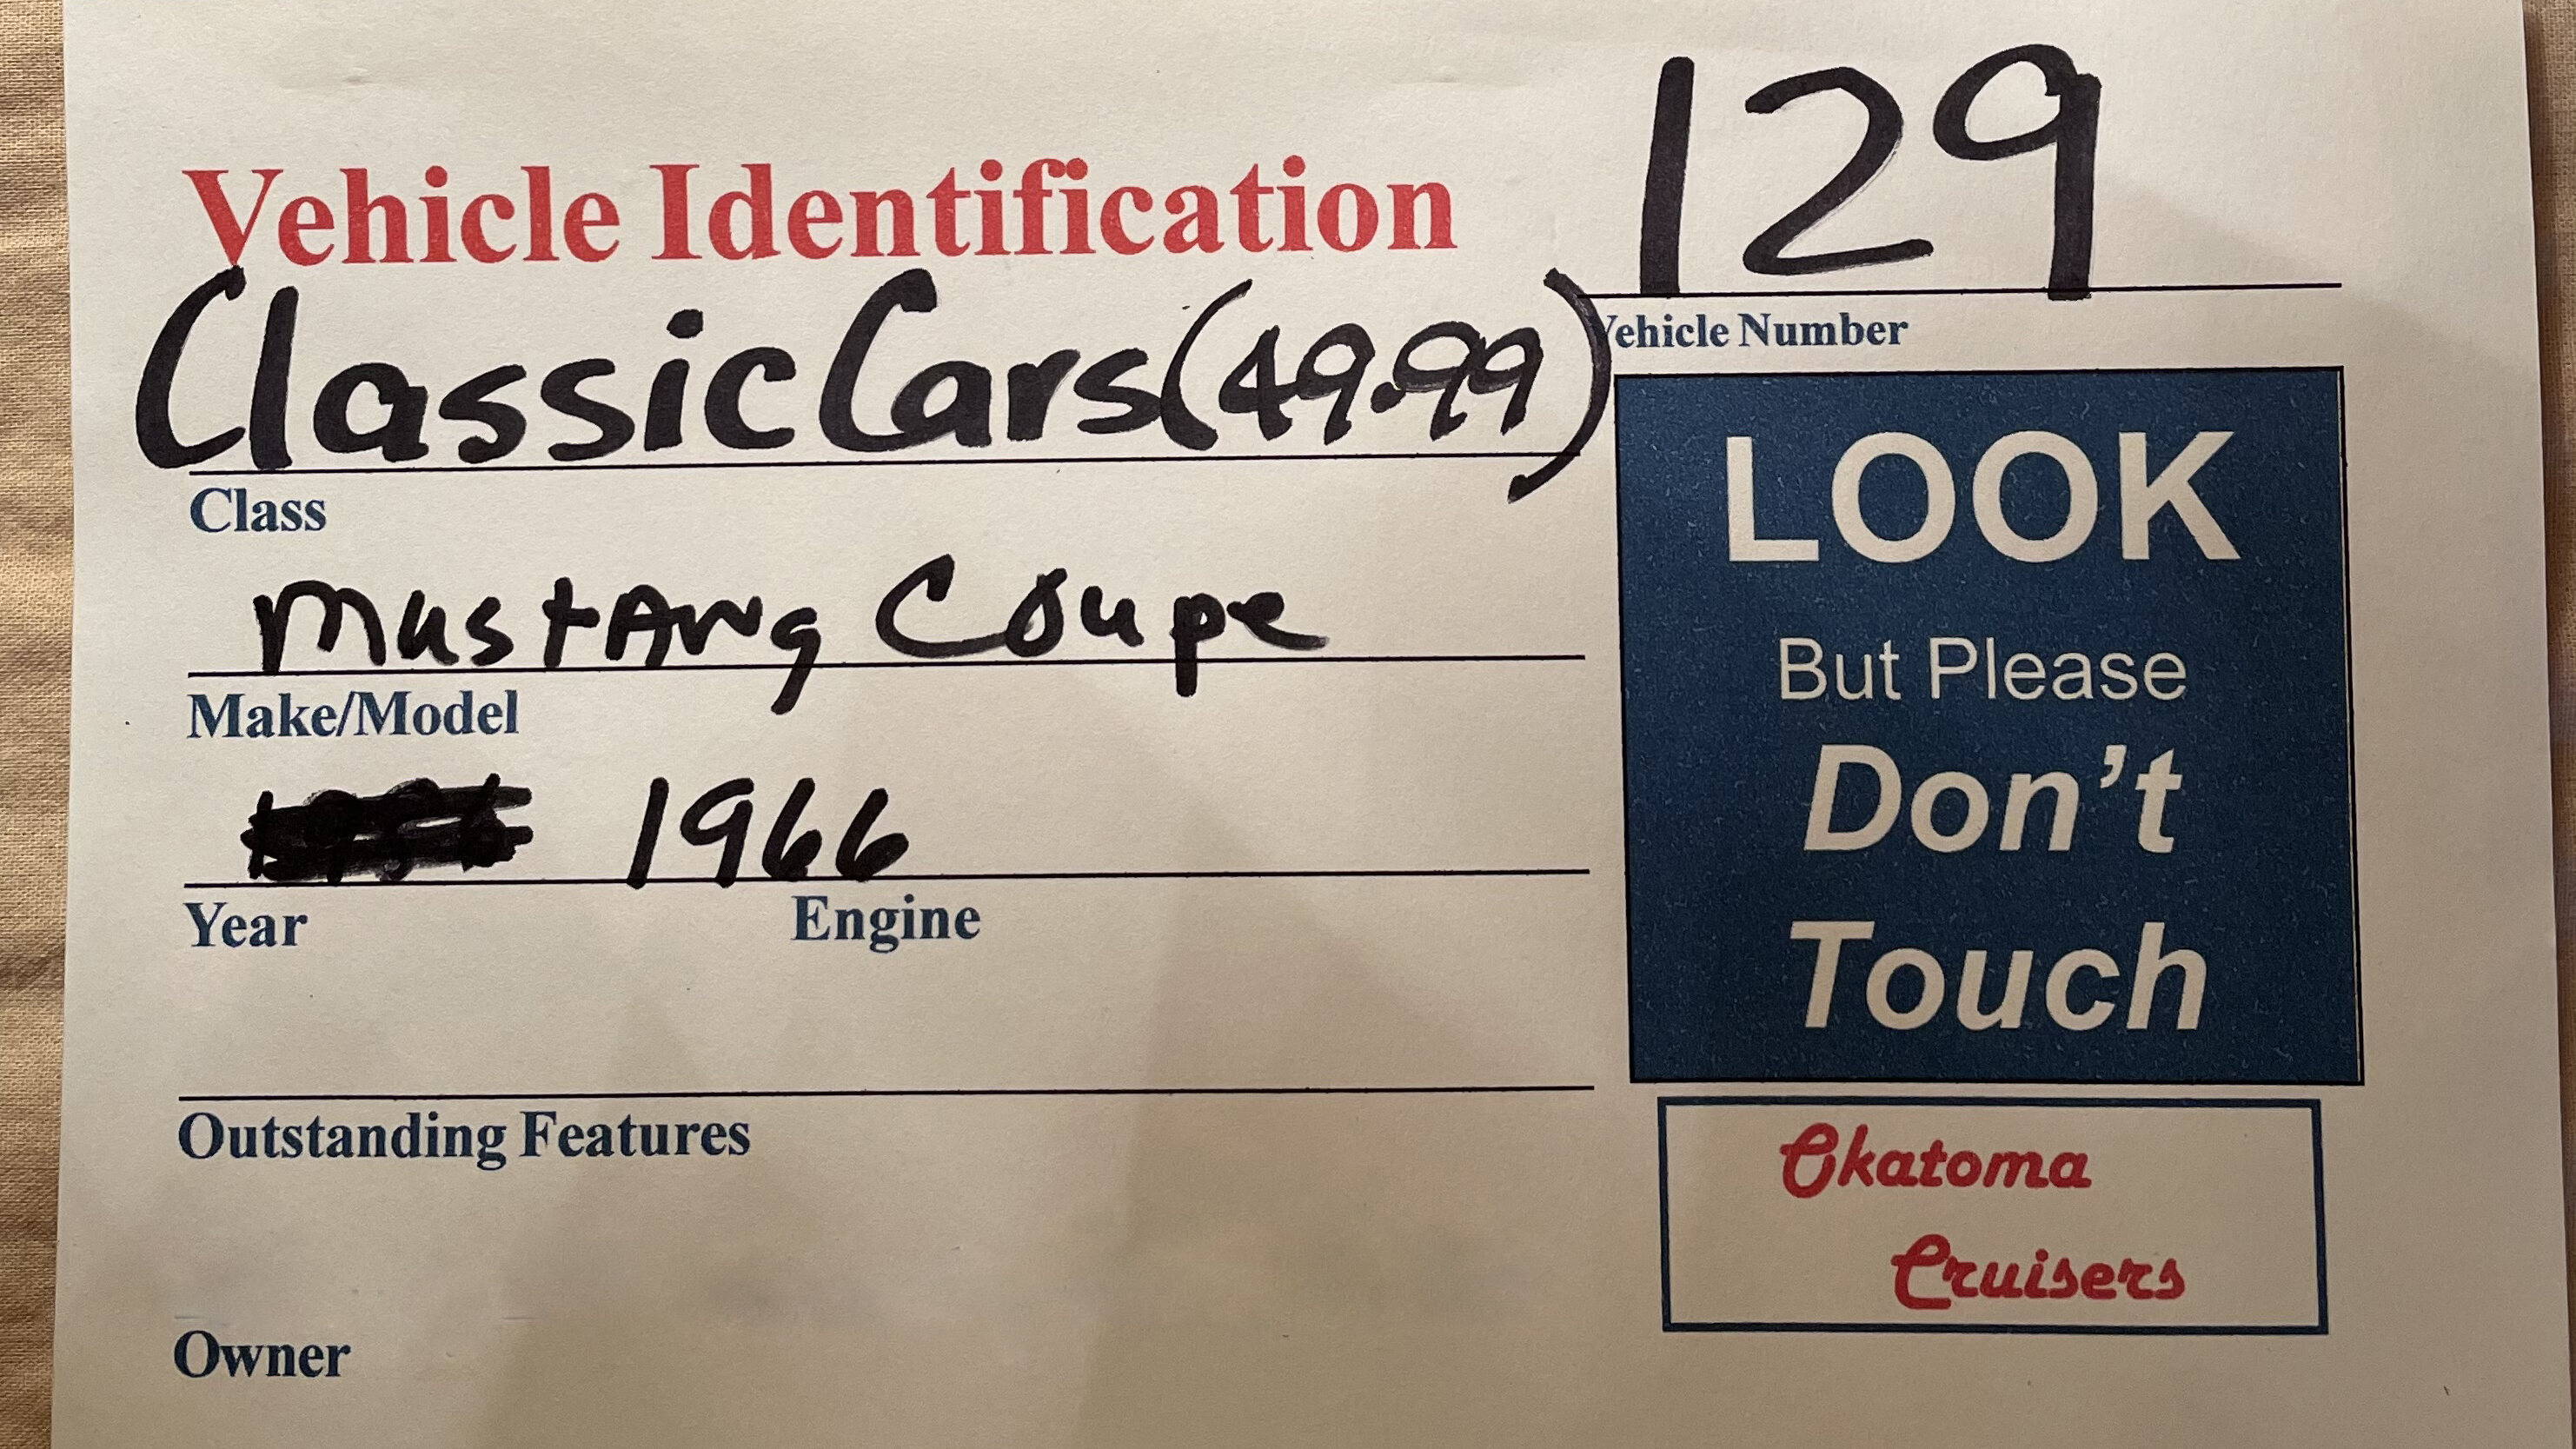 129
Vehicle Identification
Vehicle Number
Classic Cars (49.99)
Class
Mustang Coupe
Make/Model
1966
Year Engine
Outstanding Features
Owner
LOOK
But Please
Don't
Touch
Okatoma
Cruisers